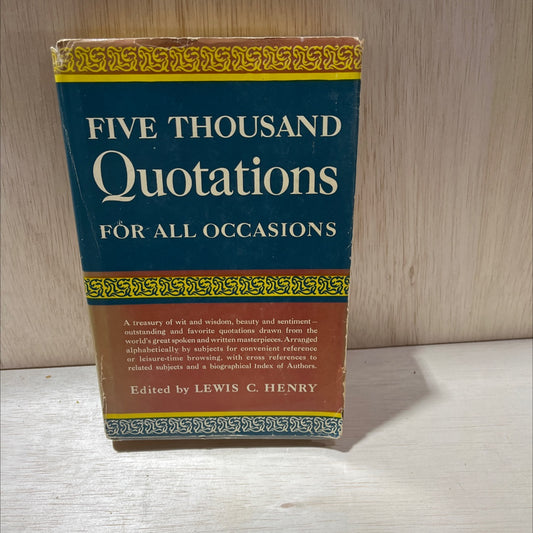 FIVE THOUSAND
Quotations
FOR ALL OCCASIONS
A treasury of wit and wisdom, beauty and sentiment—
outstanding and favorite quotations drawn from the
world's great spoken and written masterpieces. Arranged
alphabetically by subjects for convenient reference
or leisure-time browsing, with cross references to
related subjects and a biographical Index of Authors.
Edited by LEWIS C. HENRY